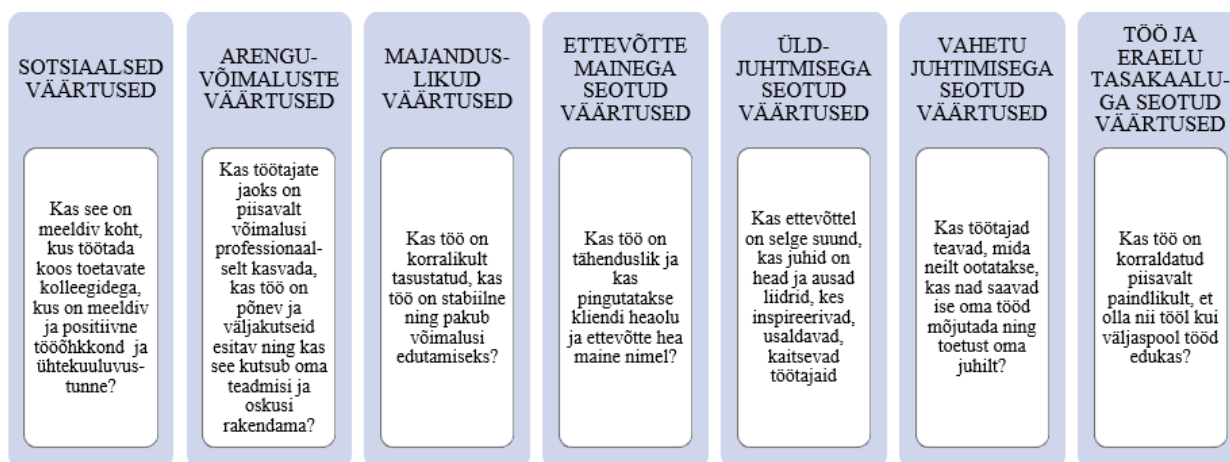 SOTSIAALSED
VÄÄRTUSED
Kas see on
meeldiv koht,
kus töötada
koos toetavate
kolleegidega,
kus on meeldiv
ja positiivne
tööõhkkond ja
ühtekuuluvus-
tunne?
ARENGU-
VÕIMALUSTE
VÄÄRTUSED
Kas töötajate
jaoks on
piisavalt
võimalusi
professionaal-
selt kasvada,
kas töö on
põnev ja
väljakutseid
esitav ning kas
see kutsub oma
teadmisi ja
oskusi
rakendama?
MAJANDUS-
LIKUD
VÄÄRTUSED
Kas töö on
korralikult
tasustatud, kas
töö on stabiilne
ning pakub
võimalusi
edutamiseks?
ETTEVÕTTE
MAINEGA
SEOTUD
VÄÄRTUSED
Kas töö on
tähenduslik ja
kas
pingutatakse
kliendi heaolu
ja ettevõtte hea
maine nimel?
ÜLD-
JUHTMISEGA
SEOTUD
VÄÄRTUSED
Kas ettevõttel
on selge suund,
kas juhid on
head ja ausad
liidrid, kes
inspireerivad,
usaldavad,
kaitsevad
töötajaid
VAHETU
JUHTIMISEGA
SEOTUD
VÄÄRTUSED
Kas töötajad
teavad, mida
neilt ootatakse,
kas nad saavad
ise oma tööd
mõjutada ning
toetust oma
juhilt?
TÖÖ JA
ERAELU
TASAKAALU-
GA SEOTUD
VÄÄRTUSED
Kas töö on
korraldatud
piisavalt
paindlikult, et
olla nii tööl kui
väljaspool tööd
edukas?